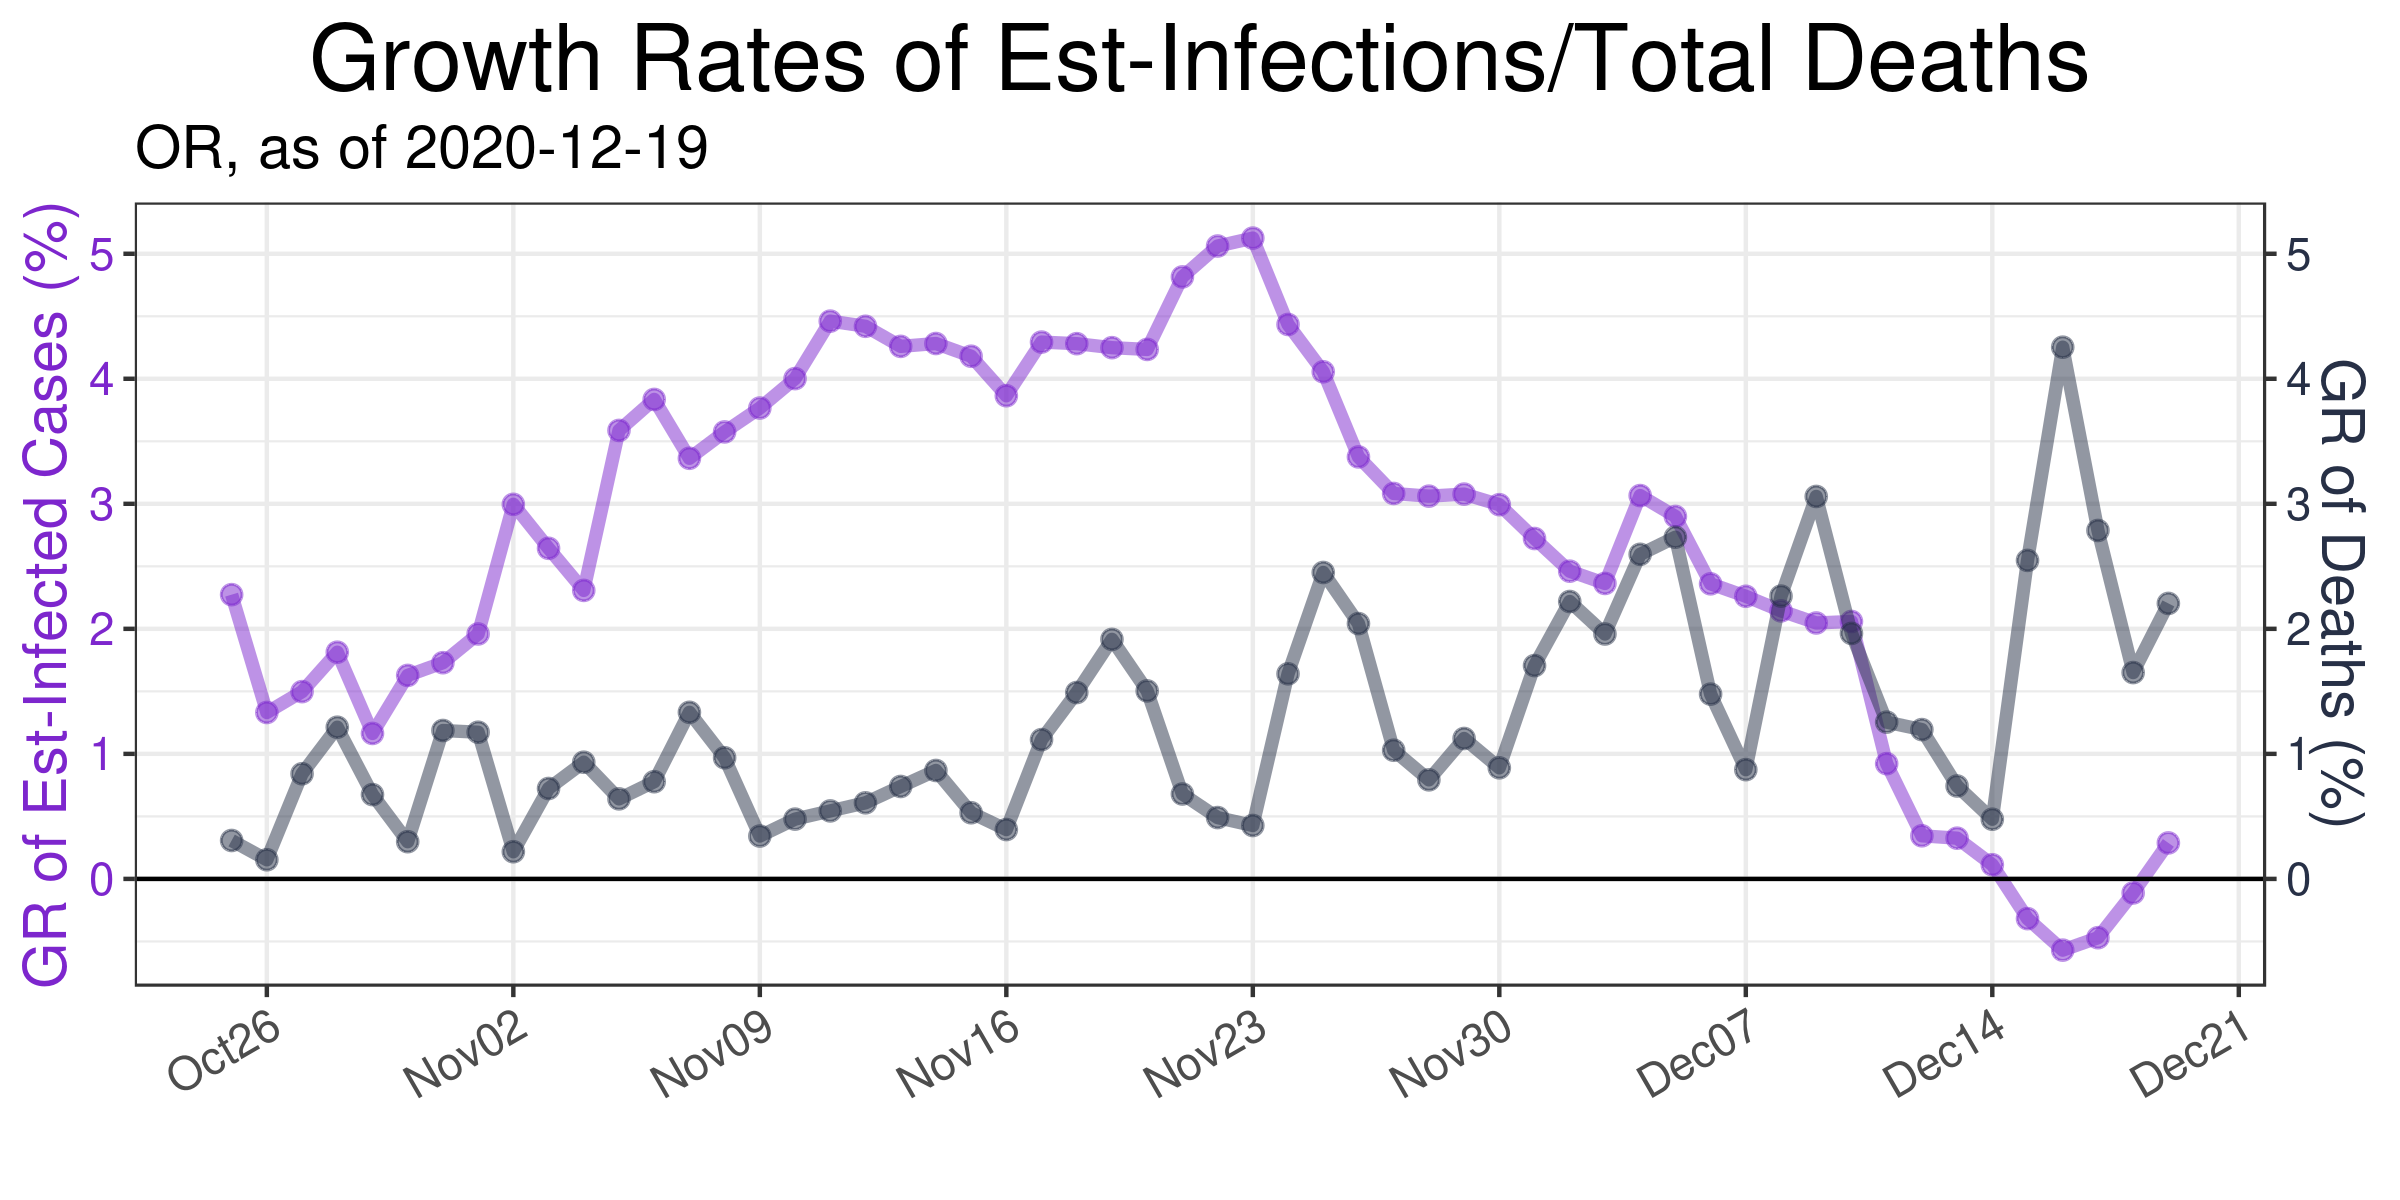 Growth Rates of Est-Infections/Total Deaths
OR, as of 2020-12-19
GR of Est-Infected Cases (%)
5
4
3
2
1
0
5
4
3
2
1
0
GR of Deaths (%)
Oct26
Nov02
Nov09
Nov16
Nov23
Nov30
Dec07
Dec14
Dec21